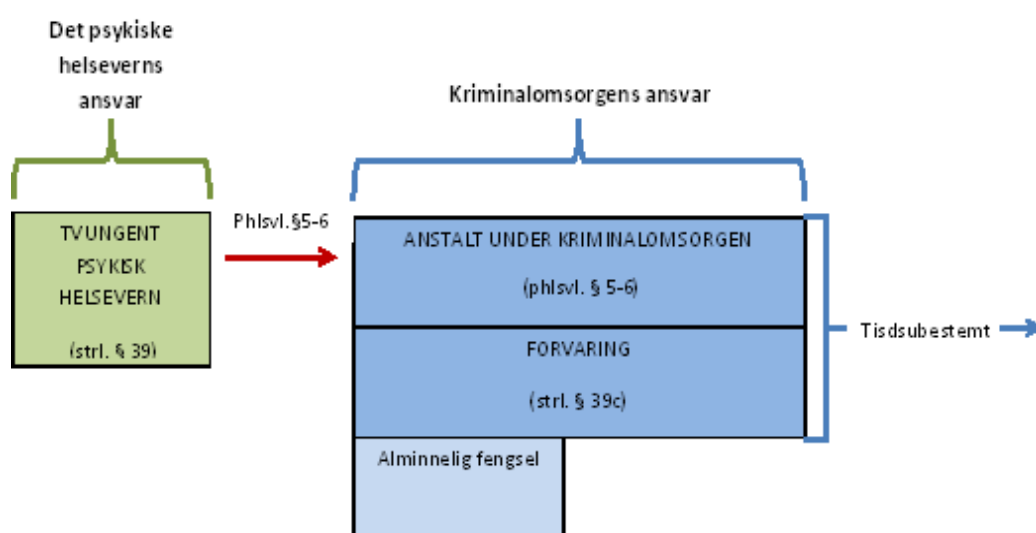 Det psykiske
helseverns
ansvar
Kriminalomsorgens ansvar
TVUNGENT
PSYKISK
HELSEVERN
(strl. § 39)
Phlsvl.§5-6
ANSTALT UNDER KRIMINALOMSORGEN
(phlsvl. § 5-6)
FORVARING
(strl. § 39c)
Tisdsubestemt
Alminnelig fengsel